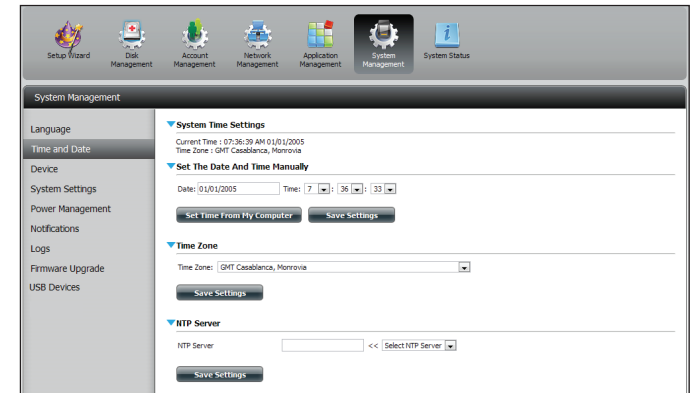 Setup Wizard
Disk Management
Account Management
Network Management
Application Management
System Management
System Status
System Management
Language
Time and Date
Device
System Settings
Power Management
Notifications
Logs
Firmware Upgrade
USB Devices
System Time Settings
Current Time : 07:36:39 AM 01/01/2005
Time Zone : GMT Casablanca, Monrovia
Set The Date And Time Manually
Date: 01/01/2005 Time: 7 : 36 : 33
Set Time From My Computer Save Settings
Time Zone
Time Zone: GMT Casablanca, Monrovia
Save Settings
NTP Server
NTP Server << Select NTP Server
Save Settings